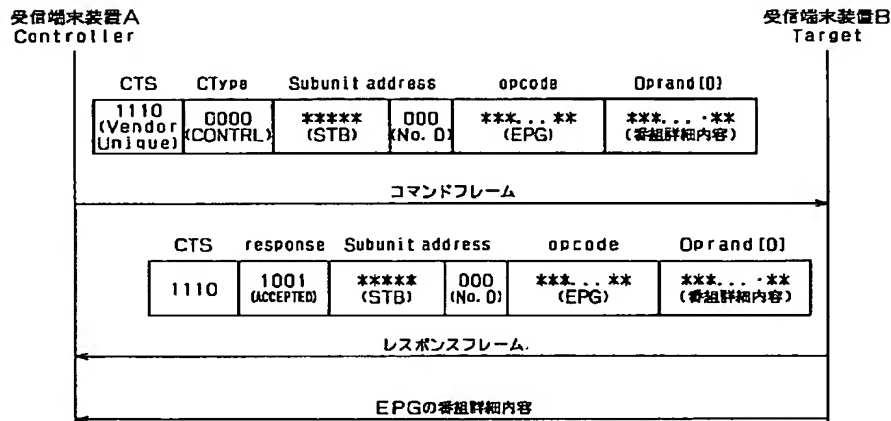 受信端末装置A
Controller
受信端末装置B
Target
CTS CType Subunit address opcode Oprand[0]
1110
(Vendor
Unique)
0000
(CONTRL)
*****
(STB)
000
(No. 0)
***...**
(EPG)
***...·**
(番組詳細内容)
コマンドフレーム
CTS response Subunit address opcode Oprand[0]
1110
1001
(ACCEPTED)
*****
(STB)
000
(No. 0)
***...**
(EPG)
***...·**
(番組詳細内容)
レスポンスフレーム.
EPGの番組詳細内容